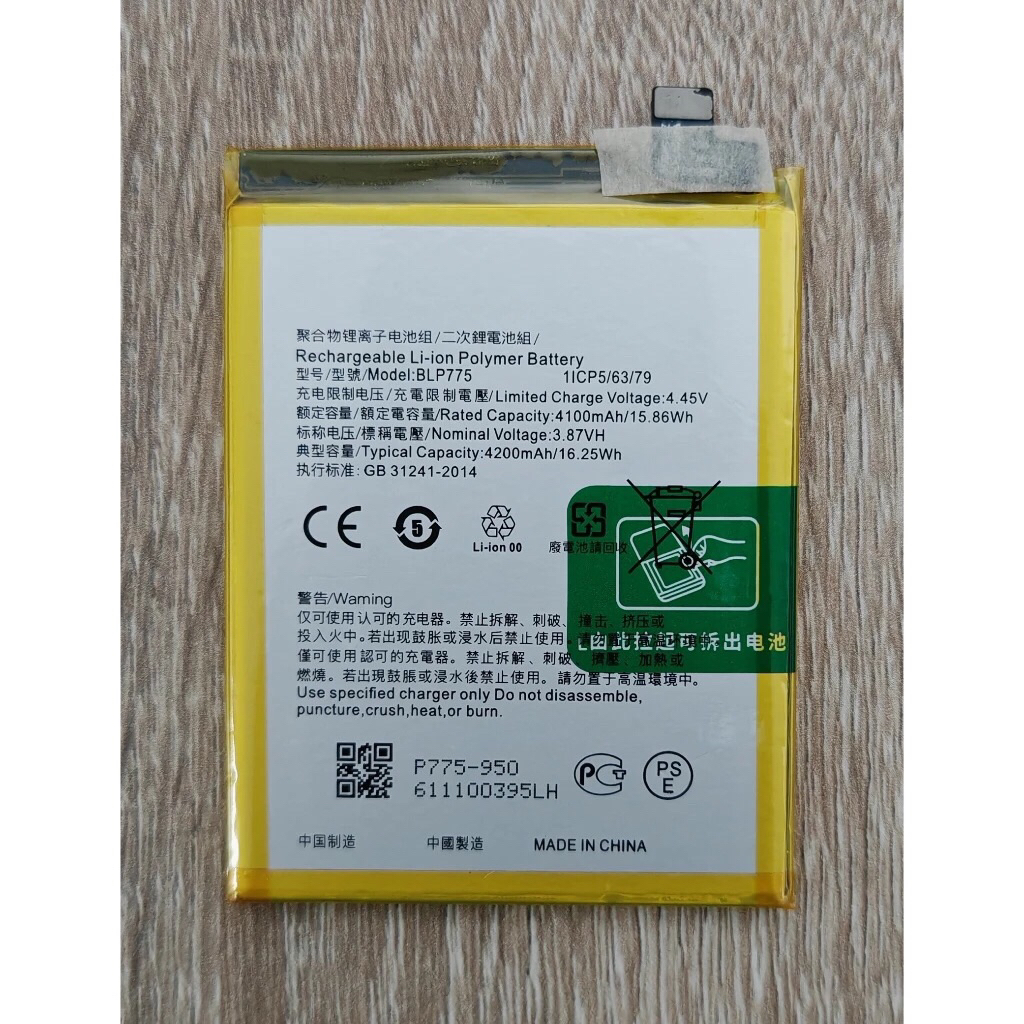 聚合物锂离子电池组/二次鋰電池組/
Rechargeable Li-ion Polymer Battery
型号/型號/Model:BLP775 1ICP5/63/79
充电限制电压/充電限制電壓/Limited Charge Voltage:4.45V
额定容量/額定電容量/Rated Capacity:4100mAh/15.86Wh
标称电压/標稱電壓/Nominal Voltage:3.87VH
典型容量/Typical Capacity:4200mAh/16.25Wh
执行标准: GB 31241-2014
CE
5
Li-ion 00
廢電池請回收
警告/Waming
仅可使用认可的充电器。禁止拆解、刺破、撞击、挤压或
投入火中。若出现鼓胀或浸水后禁止使用。
拆出电池
僅可使用認可的充電器。禁止拆解、刺破、擠壓、加熱或
燃燒。若出現鼓脹或浸水後禁止使用。請勿置于高温環境中。
Use specified charger only Do not disassemble,
puncture,crush,heat,or burn.
P775-950
611100395LH
PS
E
中国制造 中國製造 MADE IN CHINA